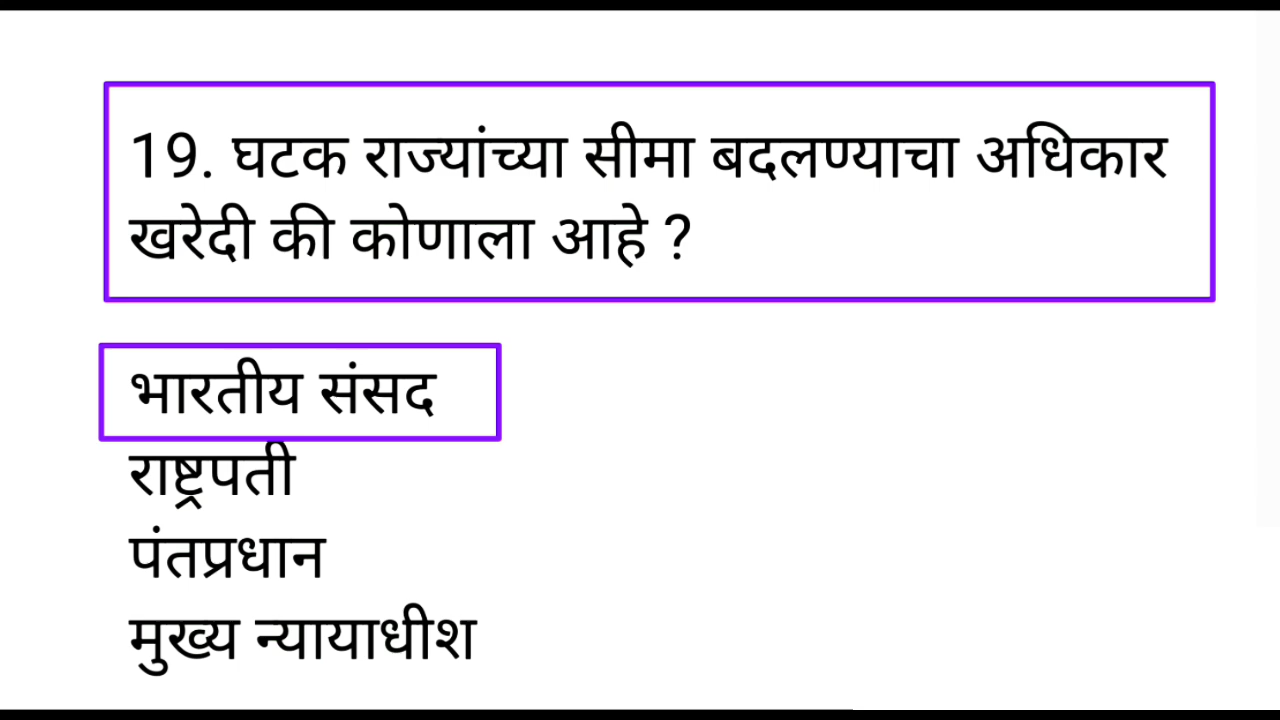 19. घटक राज्यांच्या सीमा बदलण्याचा अधिकार
खरेदी की कोणाला आहे ?
भारतीय संसद
राष्ट्रपती
पंतप्रधान
मुख्य न्यायाधीश